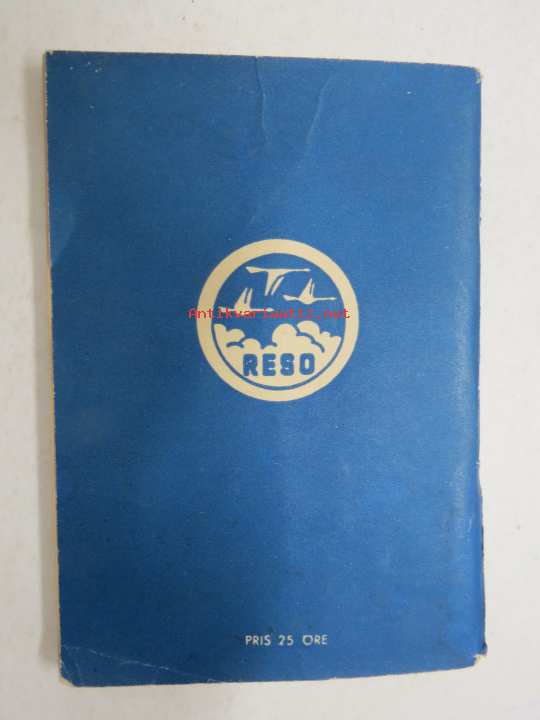 Antikvariaatti.net
RESO
PRIS 25 ÖRE